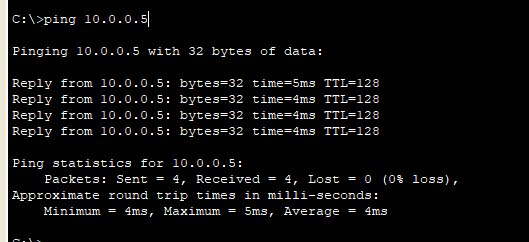 C:\>ping 10.0.0.5
Pinging 10.0.0.5 with 32 bytes of data:
Reply from 10.0.0.5: bytes=32 time=5ms TTL=128
Reply from 10.0.0.5: bytes=32 time=4ms TTL=128
Reply from 10.0.0.5: bytes=32 time=4ms TTL=128
Reply from 10.0.0.5: bytes=32 time=4ms TTL=128
Ping statistics for 10.0.0.5:
Packets: Sent = 4, Received = 4, Lost = 0 (0% loss),
Approximate round trip times in milli-seconds:
Minimum = 4ms, Maximum = 5ms, Average = 4ms
C:\>